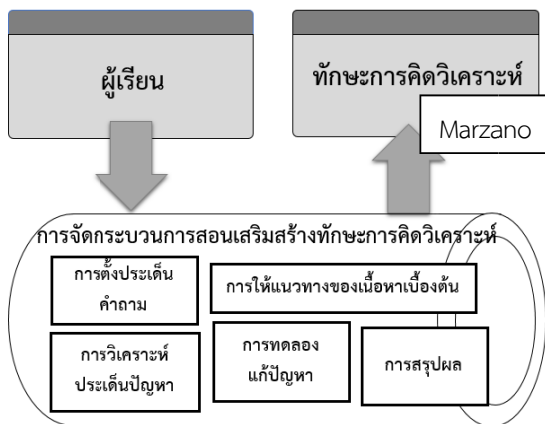 ผู้เรียน
ทักษะการคิดวิเคราะห์
Marzano
การจัดกระบวนการสอนเสริมสร้างทักษะการคิดวิเคราะห์
การตั้งประเด็น
คำถาม
การให้แนวทางของเนื้อหาเบื้องต้น
การวิเคราะห์
ประเด็นปัญหา
การทดลอง
แก้ปัญหา
การสรุปผล